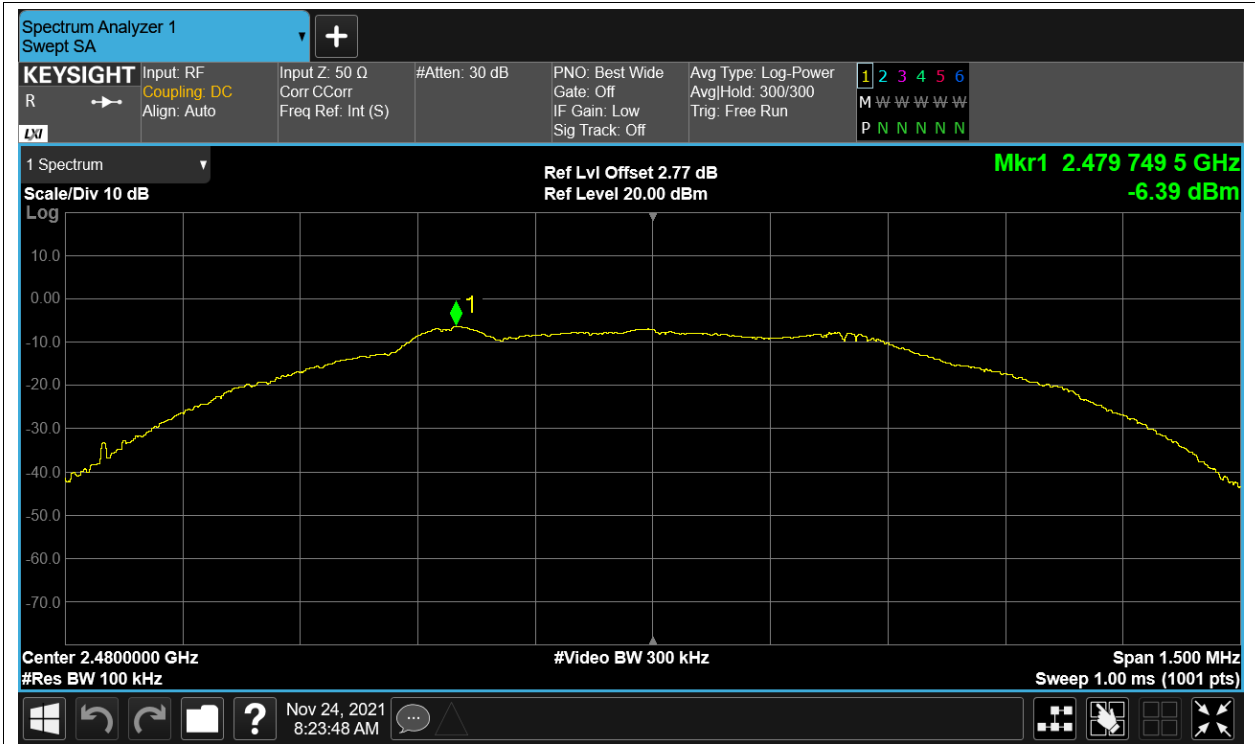 Spectrum Analyzer 1
Swept SA
KEYSIGHT
R
LXI
Input: RF
Coupling: DC
Align: Auto
Input Z: 50 Ω
Corr CCorr
Freq Ref: Int (S)
#Atten: 30 dB
PNO: Best Wide
Gate: Off
IF Gain: Low
Sig Track: Off
Avg Type: Log-Power
Avg|Hold: 300/300
Trig: Free Run
1 2 3 4 5 6
M W W W W W W
P N N N N N
1 Spectrum
Scale/Div 10 dB
Log
Ref Lvl Offset 2.77 dB
Ref Level 20.00 dBm
Mkr1 2.479 749 5 GHz
-6.39 dBm
1
10.0
0.00
-10.0
-20.0
-30.0
-40.0
-50.0
-60.0
-70.0
Center 2.4800000 GHz
#Res BW 100 kHz
#Video BW 300 kHz
Span 1.500 MHz
Sweep 1.00 ms (1001 pts)
?
Nov 24, 2021
8:23:48 AM